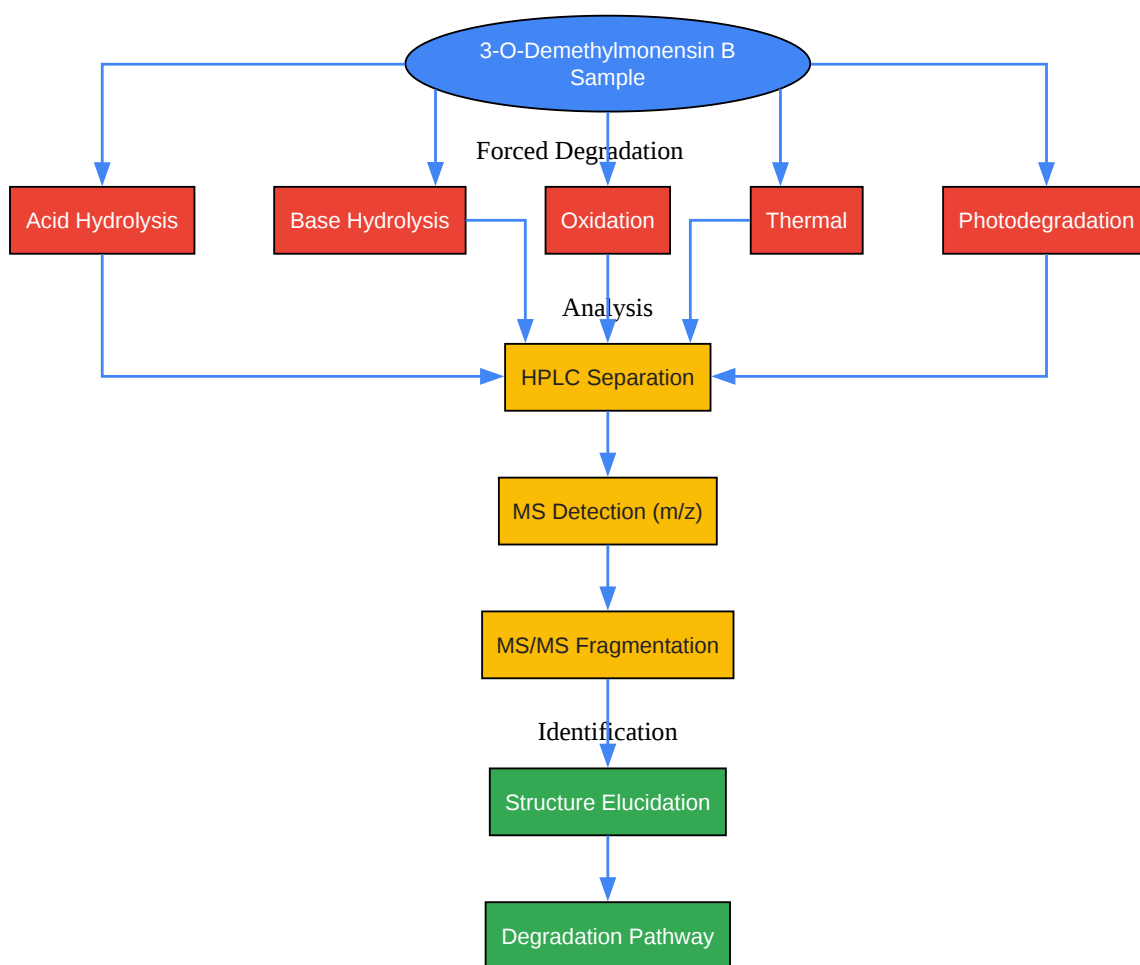 3-O-Demethylmonensin B
Sample
Forced Degradation
Acid Hydrolysis
Base Hydrolysis
Oxidation
Thermal
Photodegradation
Analysis
HPLC Separation
MS Detection (m/z)
MS/MS Fragmentation
Identification
Structure Elucidation
Degradation Pathway